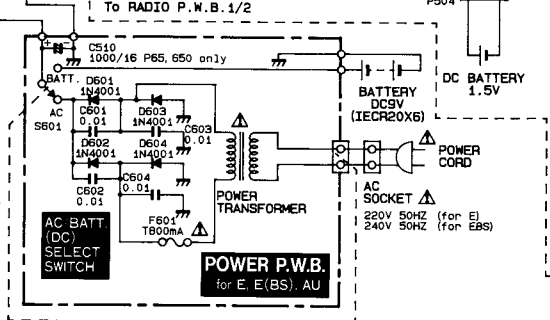 To RADIO P.W.B.1/2
P504
C510
1000/16 P65,650 only
BATT.
AC
S601
D601
1N4001
C601
0.01
D602
1N4001
C602
0.01
D603
1N4001
D604
1N4001
C603
0.01
C604
0.01
F601
T800mA
POWER
TRANSFORMER
BATTERY
DC9V
(IECR20X6)
DC BATTERY
1.5V
POWER
CORD
AC
SOCKET
220V 50HZ (for E)
240V 50HZ (for EBS)
AC·BATT.
(DC)
SELECT
SWITCH
POWER P.W.B.
for E, E(BS). AU